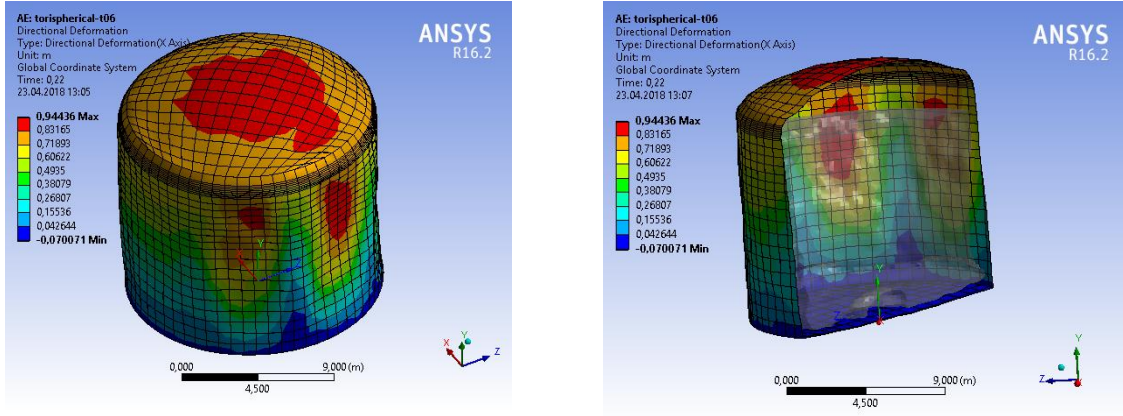 AE: torispherical-t06
Directional Deformation
Type: Directional Deformation(X Axis)
Unit: m
Global Coordinate System
Time: 0,22
23.04.2018 13:05
ANSYS
R16.2
0,94436 Max
0,83165
0,71893
0,60622
0,4935
0,38079
0,26807
0,15536
0,042644
-0,070071 Min
Y
X
Z
0,000
9,000 (m)
4,500
AE: torispherical-t06
Directional Deformation
Type: Directional Deformation(X Axis)
Unit: m
Global Coordinate System
Time: 0,22
23.04.2018 13:07
ANSYS
R16.2
0,94436 Max
0,83165
0,71893
0,60622
0,4935
0,38079
0,26807
0,15536
0,042644
-0,070071 Min
Y
Z
Y
Z
X
0,000
9,000 (m)
4,500